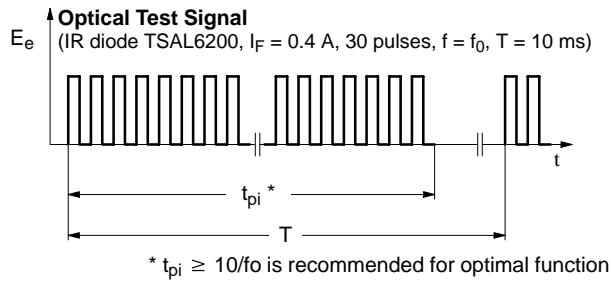 Optical Test Signal
Eₑ
(IR diode TSAL6200, I_F = 0.4 A, 30 pulses, f = f₀, T = 10 ms)
t
t_pi *
T
* t_pi ≥ 10/fo is recommended for optimal function